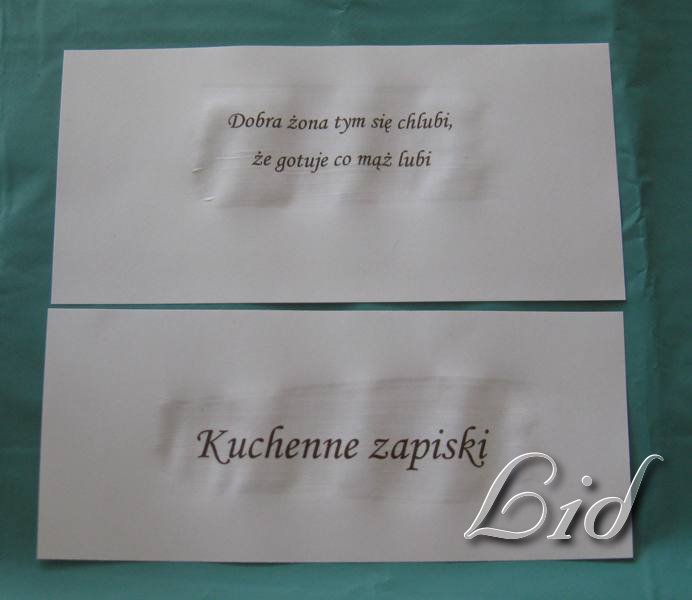 Dobra żona tym się chlubi,
że gotuje co mąż lubi
Kuchenne zapiski
Lid